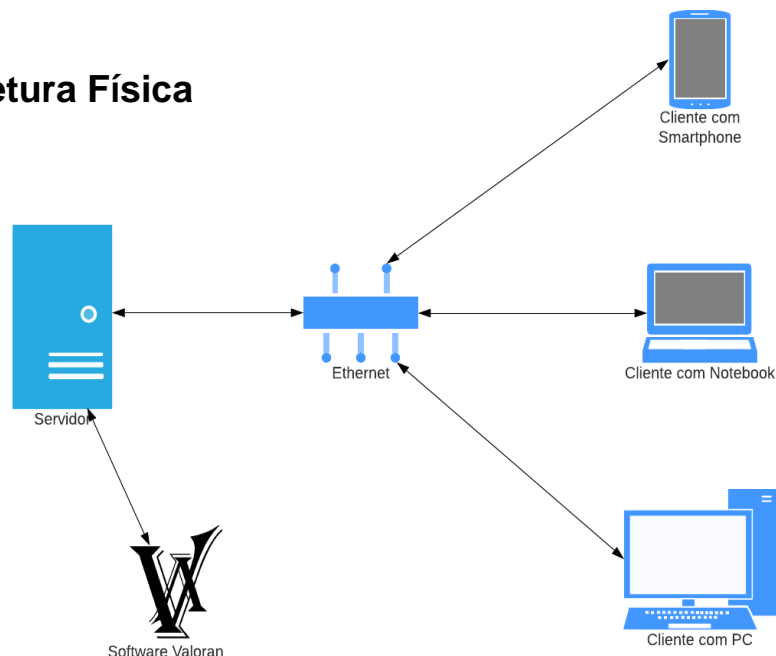 etura Física
Cliente com
Smartphone
Ethernet
Cliente com Notebook
Servidor
Software Valoran
Cliente com PC